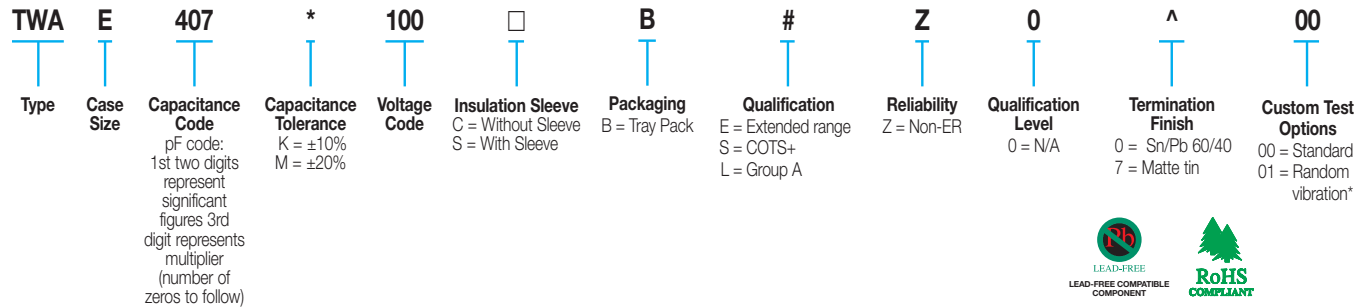 TWA E 407 * 100 □ B # Z 0 ^ 00
Type
Case
Size
Capacitance
Code
pF code:
1st two digits
represent
significant
figures 3rd
digit represents
multiplier
(number of
zeros to follow)
Capacitance
Tolerance
K = ±10%
M = ±20%
Voltage
Code
Insulation Sleeve
C = Without Sleeve
S = With Sleeve
Packaging
B = Tray Pack
Qualification
E = Extended range
S = COTS+
L = Group A
Reliability
Z = Non-ER
Qualification
Level
0 = N/A
Termination
Finish
0 = Sn/Pb 60/40
7 = Matte tin
Custom Test
Options
00 = Standard
01 = Random
vibration*
Pb
LEAD-FREE
LEAD-FREE COMPATIBLE
COMPONENT
RoHS
COMPLIANT